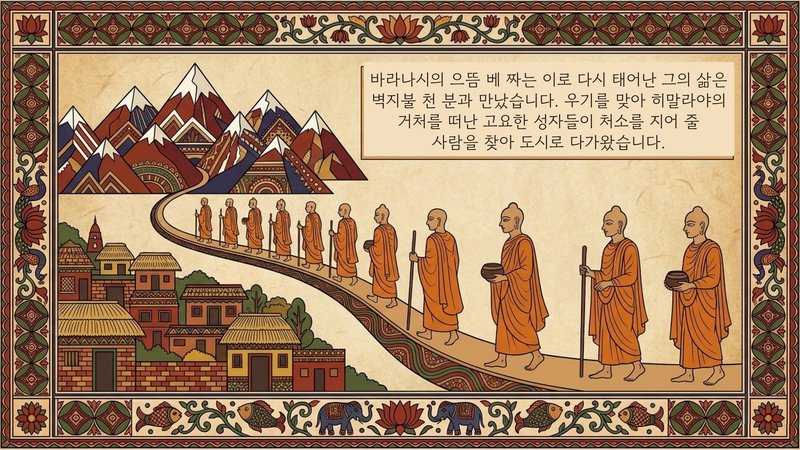 바라나시의 으뜸 베 짜는 이로 다시 태어난 그의 삶은
벽지불 천 분과 만났습니다. 우기를 맞아 히말라야의
거처를 떠난 고요한 성자들이 처소를 지어 줄
사람을 찾아 도시로 다가왔습니다.